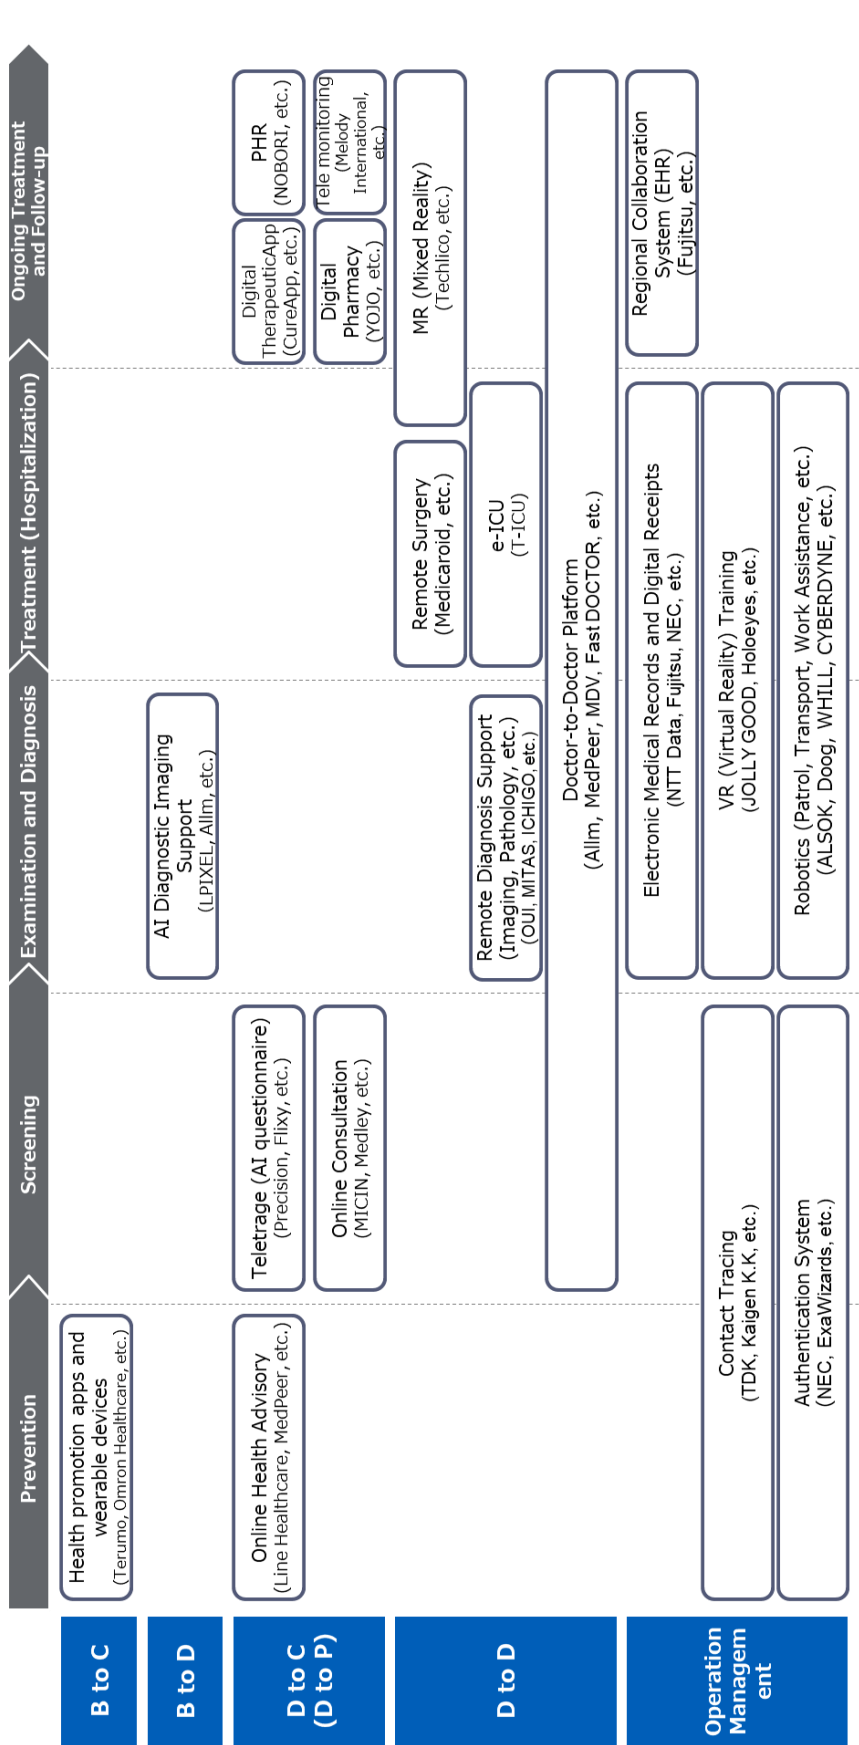 Prevention
Screening
Examination and Diagnosis
Treatment (Hospitalization)
Ongoing Treatment
and Follow-up
B to C
Health promotion apps and
wearable devices
(Terumo, Omron Healthcare, etc.)
B to D
AI Diagnostic Imaging
Support
(LPIXEL, Allm, etc.)
D to C
(D to P)
Online Health Advisory
(Line Healthcare, MedPeer, etc.)
Teletrage (AI questionnaire)
(Precision, Flixy, etc.)
Online Consultation
(MICIN, Medley, etc.)
Digital
TherapeuticApp
(CureApp, etc.)
PHR
(NOBORI, etc.)
Digital
Pharmacy
(YOJO, etc.)
Tele monitoring
(Melody
International,
etc.)
D to D
Remote Surgery
(Medicaroid, etc.)
MR (Mixed Reality)
(Techlico, etc.)
Remote Diagnosis Support
(Imaging, Pathology, etc.)
(OUI, MITAS, ICHIGO, etc.)
e-ICU
(T-ICU)
Doctor-to-Doctor Platform
(Allm, MedPeer, MDV, Fast DOCTOR, etc.)
Operation
Managem
ent
Electronic Medical Records and Digital Receipts
(NTT Data, Fujitsu, NEC, etc.)
Regional Collaboration
System (EHR)
(Fujitsu, etc.)
Contact Tracing
(TDK, Kaigen K.K, etc.)
VR (Virtual Reality) Training
(JOLLY GOOD, Holoeyes, etc.)
Authentication System
(NEC, ExaWizards, etc.)
Robotics (Patrol, Transport, Work Assistance, etc.)
(ALSOK, Doog, WHILL, CYBERDYNE, etc.)